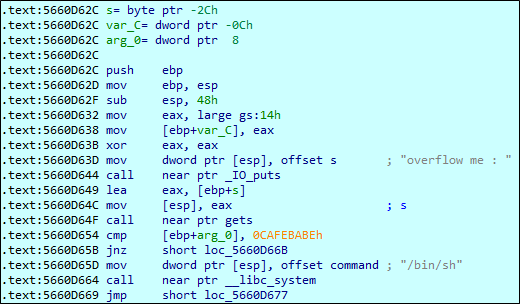 .text:5660D62C s= byte ptr -2Ch
.text:5660D62C var_C= dword ptr -0Ch
.text:5660D62C arg_0= dword ptr  8
.text:5660D62C
.text:5660D62C push    ebp
.text:5660D62D mov     ebp, esp
.text:5660D62F sub     esp, 48h
.text:5660D632 mov     eax, large gs:14h
.text:5660D638 mov     [ebp+var_C], eax
.text:5660D63B xor     eax, eax
.text:5660D63D mov     dword ptr [esp], offset s       ; "overflow me : "
.text:5660D644 call    near ptr _IO_puts
.text:5660D649 lea     eax, [ebp+s]
.text:5660D64C mov     [esp], eax                      ; s
.text:5660D64F call    near ptr gets
.text:5660D654 cmp     [ebp+arg_0], 0CAFEBABEh
.text:5660D65B jnz     short loc_5660D66B
.text:5660D65D mov     dword ptr [esp], offset command ; "/bin/sh"
.text:5660D664 call    near ptr __libc_system
.text:5660D669 jmp     short loc_5660D677